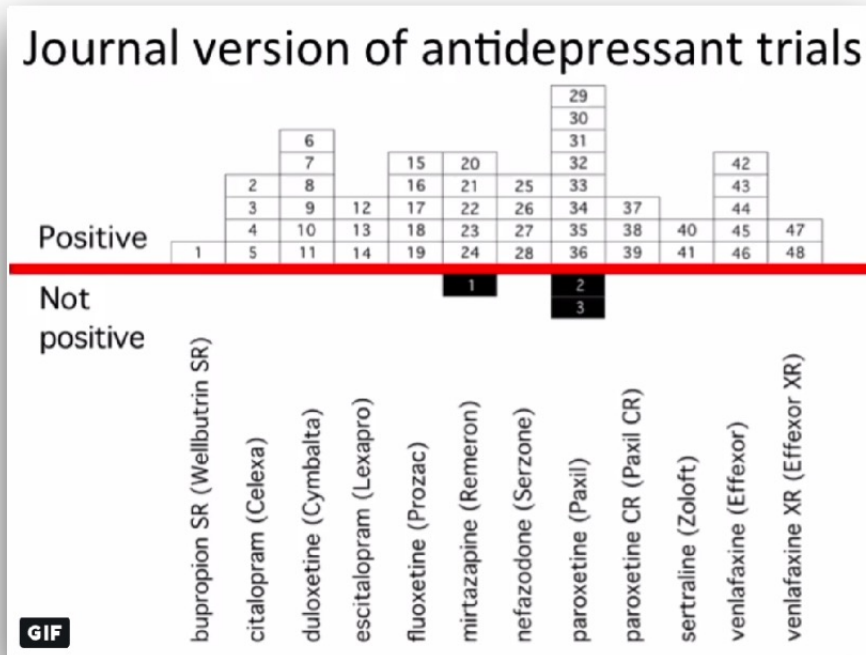 Journal version of antidepressant trials
29
30
6 31
7 15 20 32 42
2 8 16 21 25 33 43
3 9 12 17 22 26 34 37 44
Positive 4 10 13 18 23 27 35 38 40 45 47
1 5 11 14 19 24 28 36 39 41 46 48
Not 1 2
positive 3
bupropion SR (Wellbutrin SR)
citalopram (Celexa)
duloxetine (Cymbalta)
escitalopram (Lexapro)
fluoxetine (Prozac)
mirtazapine (Remeron)
nefazodone (Serzone)
paroxetine (Paxil)
paroxetine CR (Paxil CR)
sertraline (Zoloft)
venlafaxine (Effexor)
venlafaxine XR (Effexor XR)
GIF